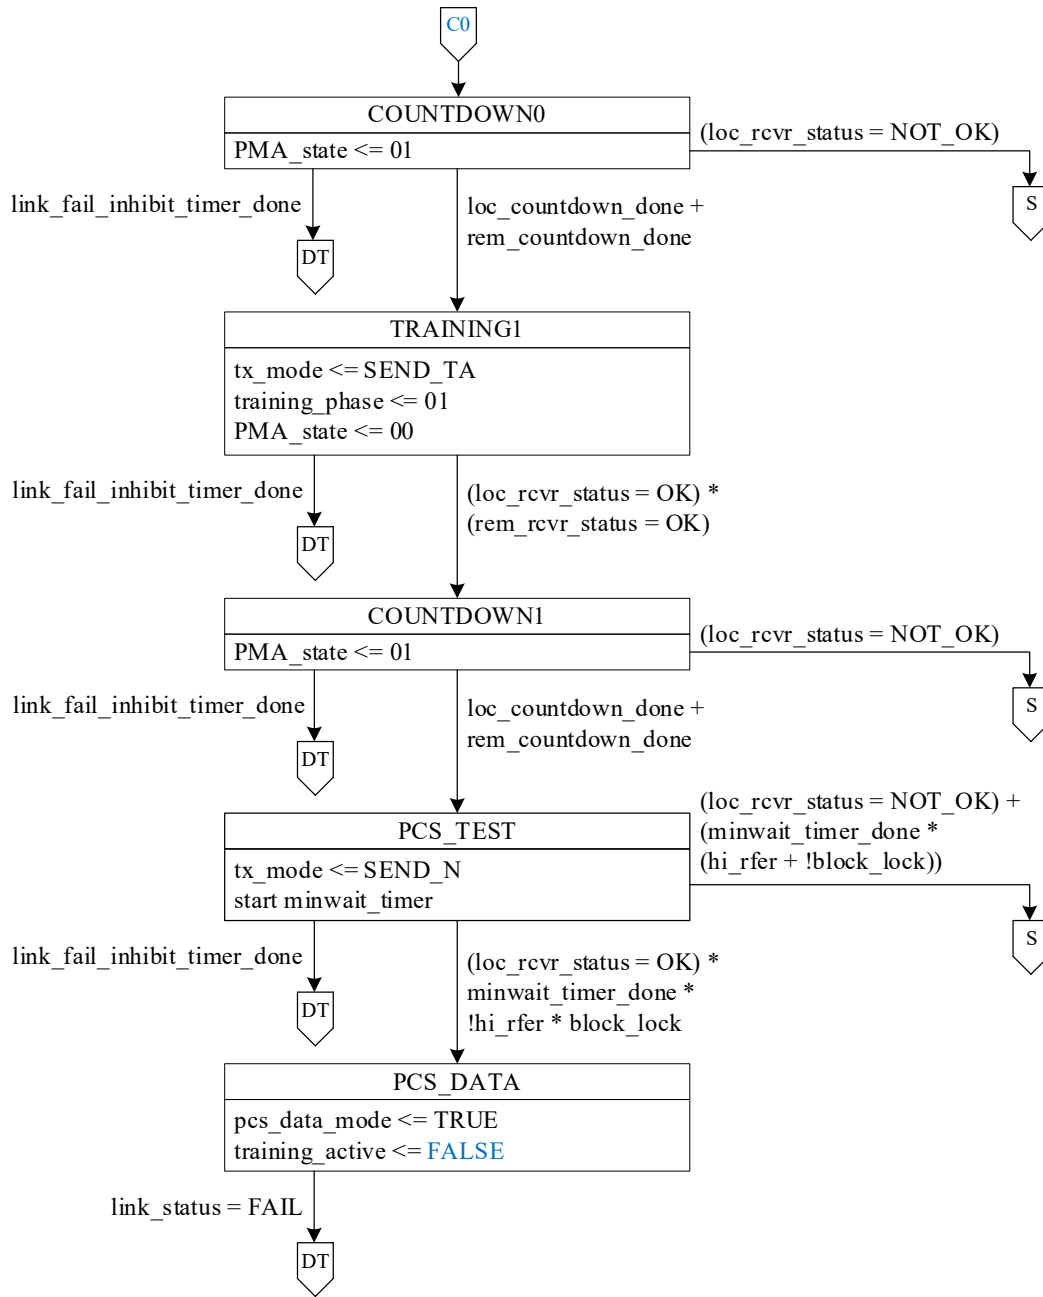 C0
COUNTDOWN0
PMA_state <= 01
(loc_rcvr_status = NOT_OK)
S
link_fail_inhibit_timer_done
DT
loc_countdown_done +
rem_countdown_done
TRAINING1
tx_mode <= SEND_TA
training_phase <= 01
PMA_state <= 00
link_fail_inhibit_timer_done
DT
(loc_rcvr_status = OK) *
(rem_rcvr_status = OK)
COUNTDOWN1
PMA_state <= 01
(loc_rcvr_status = NOT_OK)
S
link_fail_inhibit_timer_done
DT
loc_countdown_done +
rem_countdown_done
PCS_TEST
tx_mode <= SEND_N
start minwait_timer
(loc_rcvr_status = NOT_OK) +
(minwait_timer_done *
(hi_rfer + !block_lock))
S
link_fail_inhibit_timer_done
DT
(loc_rcvr_status = OK) *
minwait_timer_done *
!hi_rfer * block_lock
PCS_DATA
pcs_data_mode <= TRUE
training_active <= FALSE
link_status = FAIL
DT